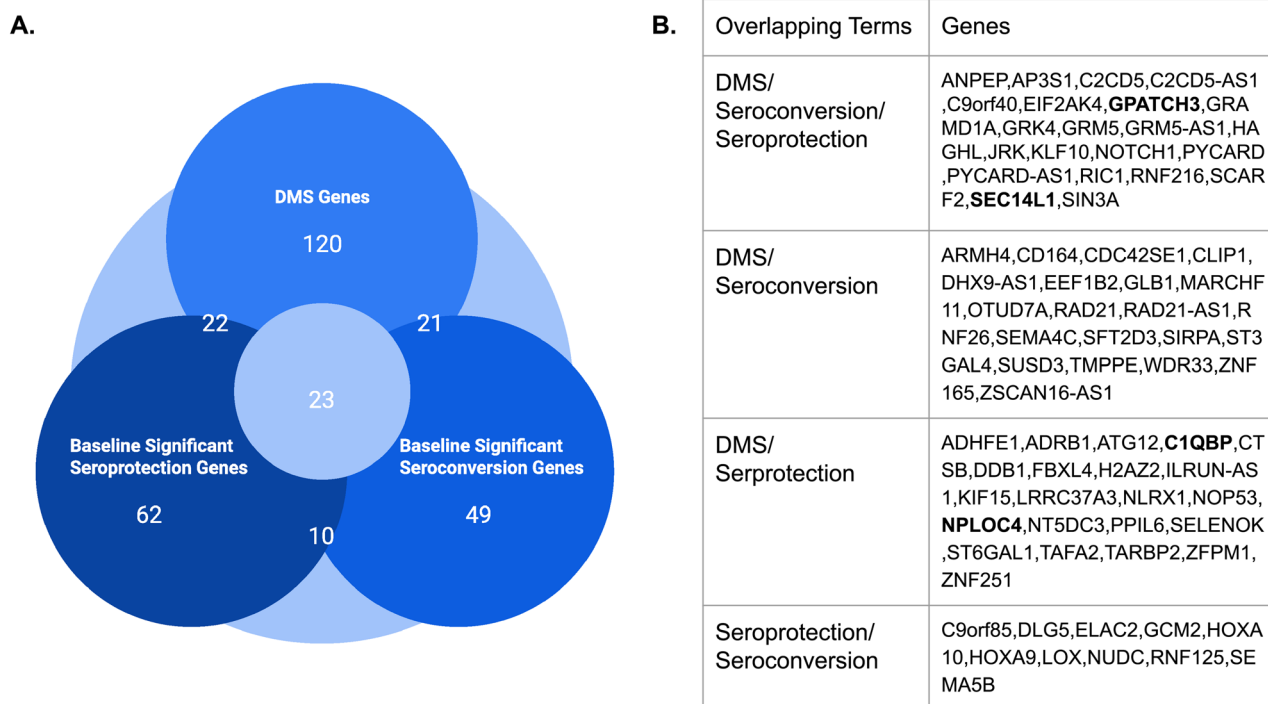 A.
DMS Genes
120
22
21
23
Baseline Significant
Seroprotection Genes
62
Baseline Significant
Seroconversion Genes
49
10
B.
Overlapping Terms
Genes
DMS/
Seroconversion/
Seroprotection
ANPEP,AP3S1,C2CD5,C2CD5-AS1
,C9orf40,EIF2AK4,GPATCH3,GRA
MD1A,GRK4,GRM5,GRM5-AS1,HA
GHL,JRK,KLF10,NOTCH1,PYCARD
,PYCARD-AS1,RIC1,RNF216,SCAR
F2,SEC14L1,SIN3A
DMS/
Seroconversion
ARMH4,CD164,CDC42SE1,CLIP1,
DHX9-AS1,EEF1B2,GLB1,MARCHF
11,OTUD7A,RAD21,RAD21-AS1,R
NF26,SEMA4C,SFT2D3,SIRPA,ST3
GAL4,SUSD3,TMPPE,WDR33,ZNF
165,ZSCAN16-AS1
DMS/
Serprotection
ADHFE1,ADRB1,ATG12,C1QBP,CT
SB,DDB1,FBXL4,H2AZ2,ILRUN-AS
1,KIF15,LRRC37A3,NLRX1,NOP53,
NPLOC4,NT5DC3,PPIL6,SELENOK
,ST6GAL1,TAFA2,TARBP2,ZFPM1,
ZNF251
Seroprotection/
Seroconversion
C9orf85,DLG5,ELAC2,GCM2,HOXA
10,HOXA9,LOX,NUDC,RNF125,SE
MA5B